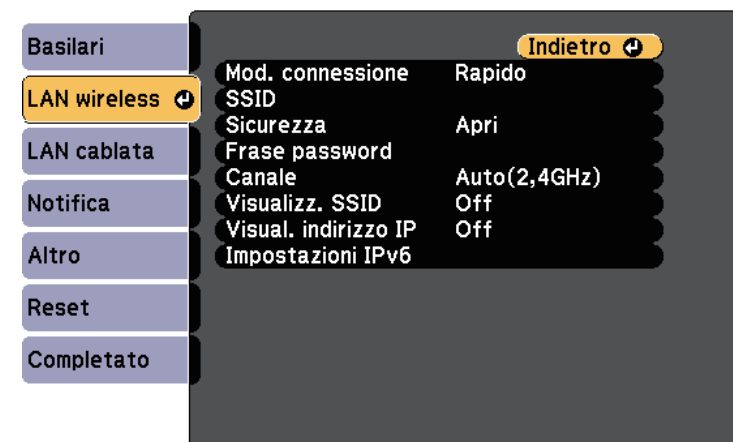 Basilari
LAN wireless
LAN cablata
Notifica
Altro
Reset
Completato
Indietro
Mod. connessione Rapido
SSID
Sicurezza Apri
Frase password
Canale Auto(2,4GHz)
Visualizz. SSID Off
Visual. indirizzo IP Off
Impostazioni IPv6